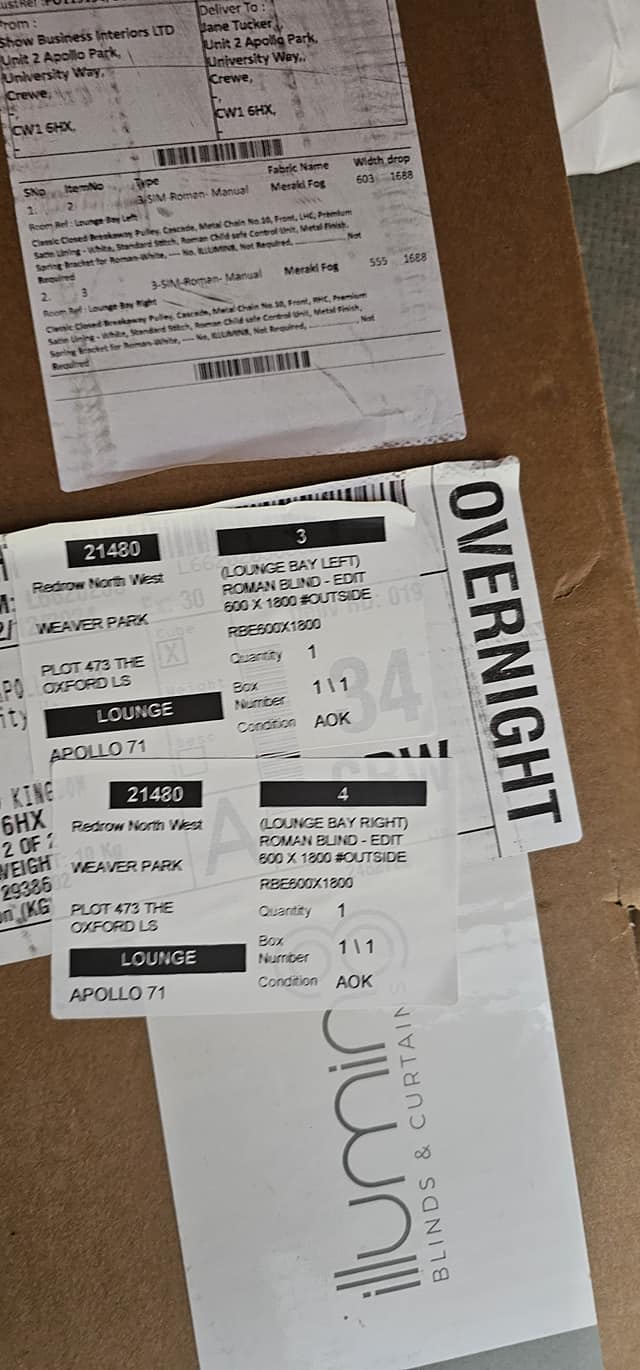 From :
Show Business Interiors LTD
Unit 2 Apollo Park,
University Way,
Crewe,
CW1 6HX,
Deliver To :
Jane Tucker,
Unit 2 Apollo Park,
University Way,,
Crewe,
CW1 6HX,
SNo ItemNo Type Fabric Name Width drop
1. 2 3-SIM-Roman- Manual Meraki Fog 603 1688
Room Ref : Lounge Bay Left
Classic Closed Breakaway Pulley, Cascade, Metal Chain No.10, Front, LHC, Premium
Satin Lining - White, Standard Stitch, Roman Child safe Control Unit, Metal Finish,
Spring Bracket for Roman-White, --- No, ILLUMINA, Not Required, Not
Required
2. 3 3-SIM-Roman- Manual Meraki Fog 555 1688
Room Ref : Lounge Bay Right
Classic Closed Breakaway Pulley, Cascade, Metal Chain No.10, Front, RHC, Premium
Satin Lining - White, Standard Stitch, Roman Child safe Control Unit, Metal Finish,
Spring Bracket for Roman-White, --- No, ILLUMINA, Not Required, Not
Required
OVERNIGHT
21480
Redrow North West
WEAVER PARK
PLOT 473 THE
OXFORD LS
LOUNGE
APOLLO 71
3
(LOUNGE BAY LEFT)
ROMAN BLIND - EDIT
600 X 1800 #OUTSIDE
RBE600X1800
Quantity 1
Box
Number 1\1
Condition AOK
34
KING
6HX
2 OF 2
WEIGHT
29386
(KG
21480
Redrow North West
WEAVER PARK
PLOT 473 THE
OXFORD LS
LOUNGE
APOLLO 71
4
(LOUNGE BAY RIGHT)
ROMAN BLIND - EDIT
600 X 1800 #OUTSIDE
RBE600X1800
Quantity 1
Box
Number 1\1
Condition AOK
illumin
BLINDS & CURTAINS